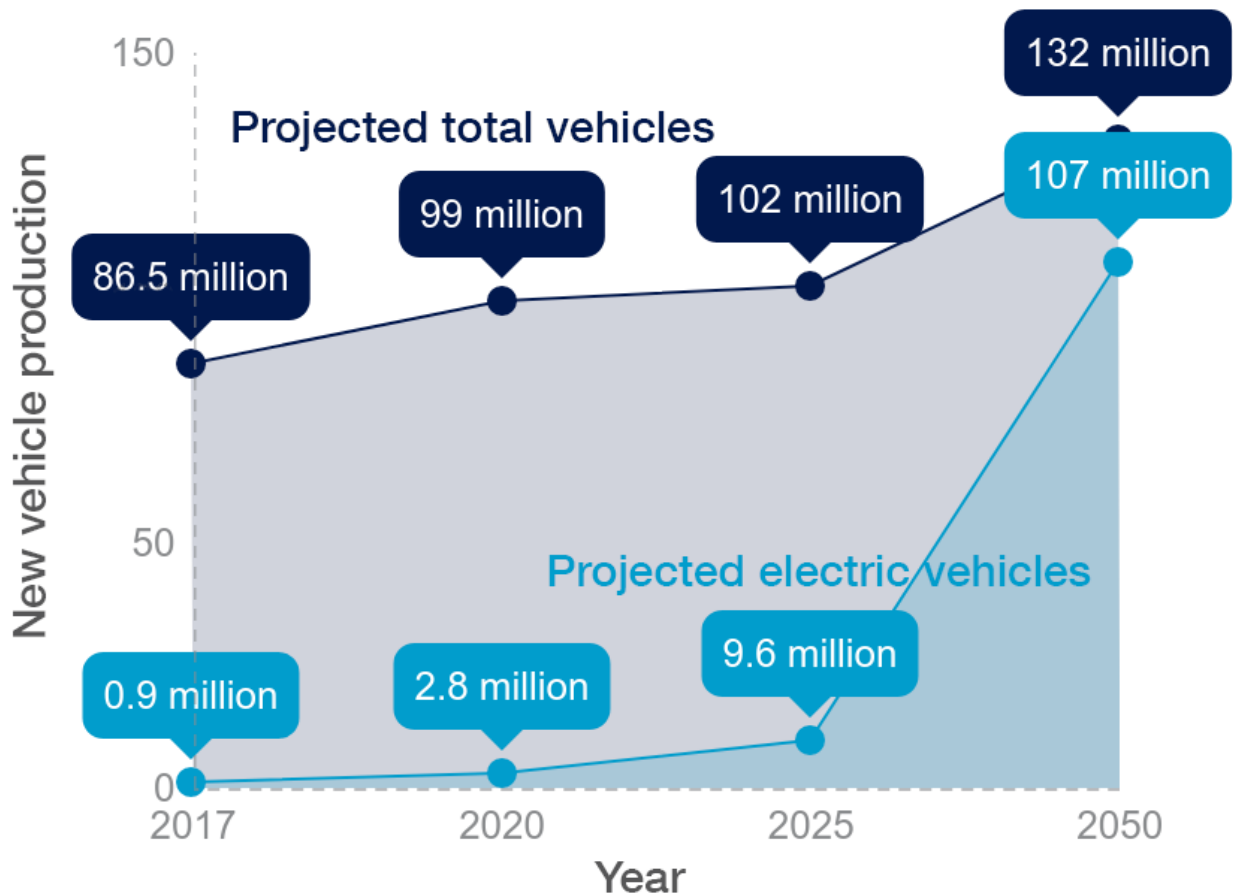 150
132 million
Projected total vehicles
107 million
99 million
102 million
86.5 million
New vehicle production
50
Projected electric vehicles
9.6 million
0.9 million
2.8 million
0
2017
2020
2025
2050
Year